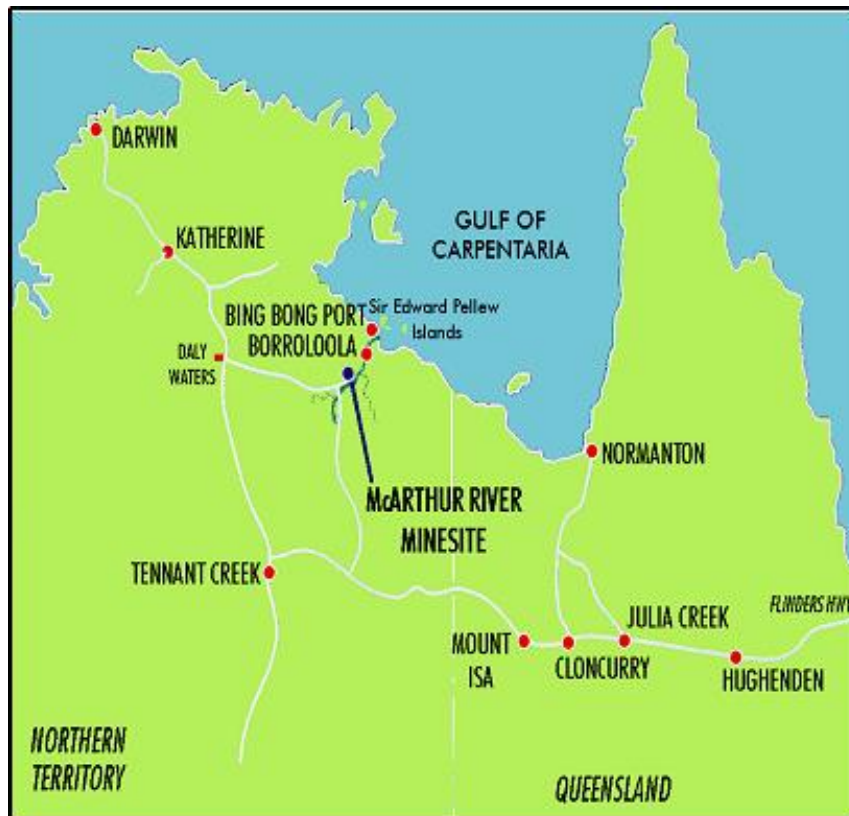 DARWIN
GULF OF
CARPENTARIA
KATHERINE
Sir Edward Pellew
Islands
BING BONG PORT
BORROLOOLA
DALY
WATERS
NORMANTON
McARTHUR RIVER
MINESITE
TENNANT CREEK
FLINDERS HWY
JULIA CREEK
MOUNT
ISA
CLONCURRY
HUGHENDEN
NORTHERN
TERRITORY
QUEENSLAND